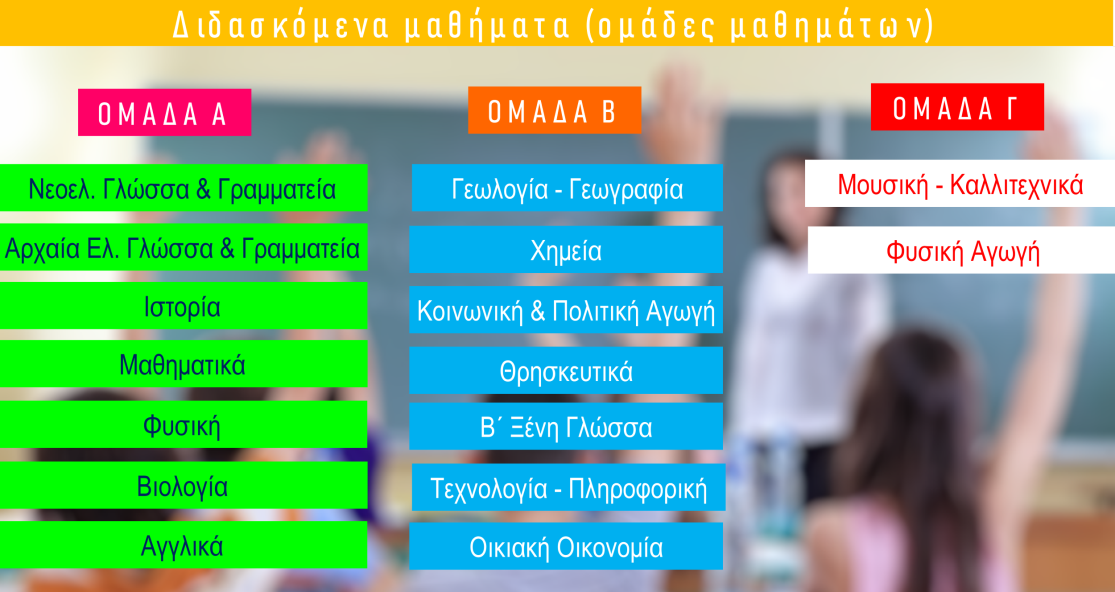 Διδασκόμενα μαθήματα (ομάδες μαθημάτων)
ΟΜΑΔΑ Α
Νεοελ. Γλώσσα & Γραμματεία
Αρχαία Ελ. Γλώσσα & Γραμματεία
Ιστορία
Μαθηματικά
Φυσική
Βιολογία
Αγγλικά
ΟΜΑΔΑ Β
Γεωλογία - Γεωγραφία
Χημεία
Κοινωνική & Πολιτική Αγωγή
Θρησκευτικά
Β΄ Ξένη Γλώσσα
Τεχνολογία - Πληροφορική
Οικιακή Οικονομία
ΟΜΑΔΑ Γ
Μουσική - Καλλιτεχνικά
Φυσική Αγωγή